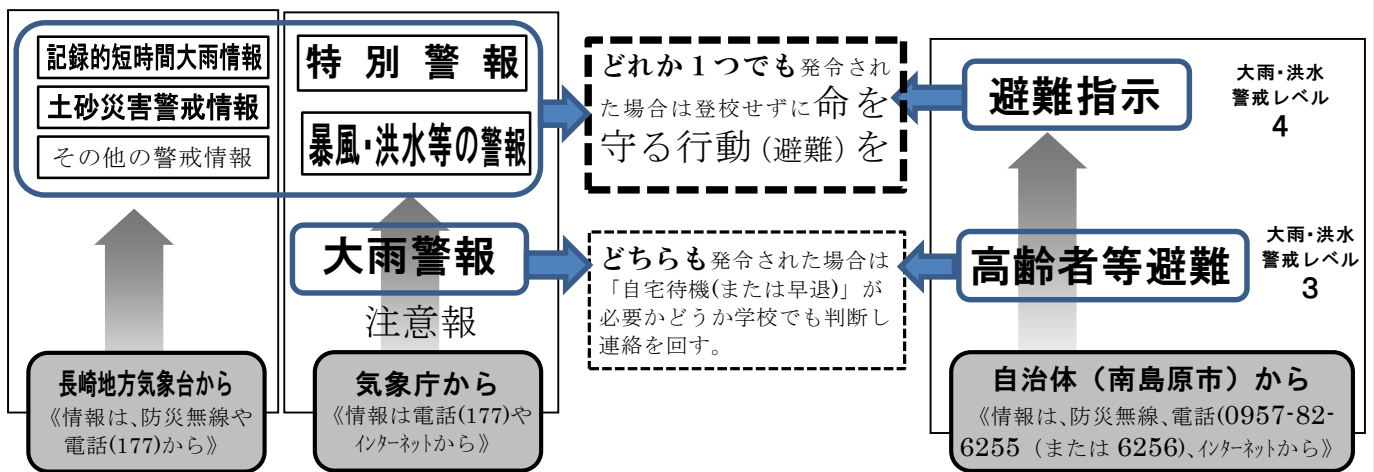 記録的短時間大雨情報
土砂災害警戒情報
その他の警戒情報
長崎地方気象台から
《情報は、防災無線や
電話(177)から》
特別警報
暴風・洪水等の警報
大雨警報
注意報
気象庁から
《情報は電話(177)や
インターネットから》
どれか1つでも発令され
た場合は登校せずに命を
守る行動(避難)を
どちらも発令された場合は
「自宅待機(または早退)」が
必要かどうか学校でも判断し
連絡を回す。
避難指示
大雨・洪水
警戒レベル
4
高齢者等避難
大雨・洪水
警戒レベル
3
自治体(南島原市)から
《情報は、防災無線、電話(0957-82-
6255(または 6256)、インターネットから》